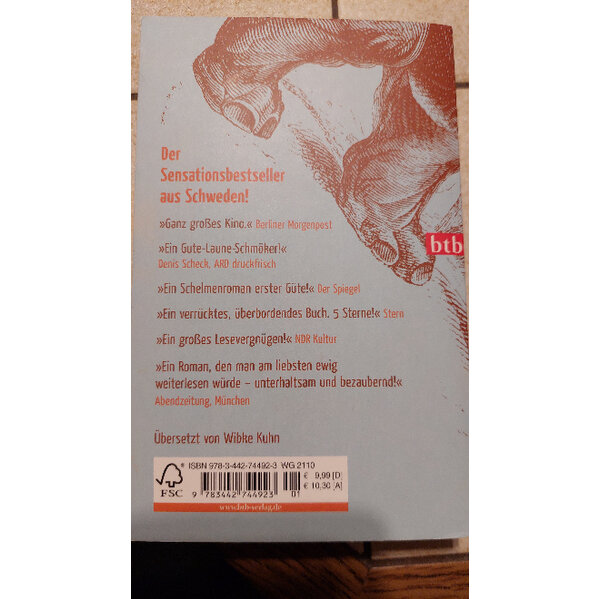 Der
Sensationsbestseller
aus Schweden!
»Ganz großes Kino.« Berliner Morgenpost
btb
»Ein Gute-Laune-Schmöker!«
Denis Scheck, ARD druckfrisch
»Ein Schelmenroman erster Güte!« Der Spiegel
»Ein verrücktes, überbordendes Buch. 5 Sterne!« Stern
»Ein großes Lesevergnügen!« NDR Kultur
»Ein Roman, den man am liebsten ewig
weiterlesen würde – unterhaltsam und bezaubernd!«
Abendzeitung, München
Übersetzt von Wibke Kuhn
* ISBN 978-3-442-74492-3 WG 2110
€ 9,99 [D]
€ 10,30 [A]
FSC
9 783442 744923 01
www.btb-verlag.de